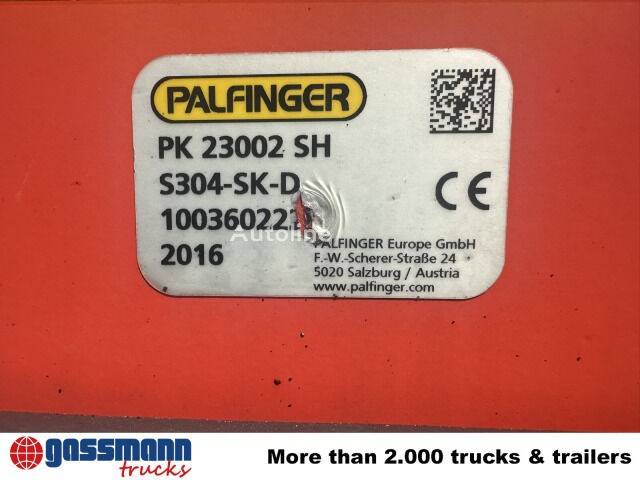 PALFINGER
PK 23002 SH
S304-SK-D
2016
CE
PALFINGER Europe GmbH
F.-W.-Scherer-Straße 24
5020 Salzburg / Austria
www.palfinger.com
Autoline
gassmann
trucks
More than 2.000 trucks & trailers